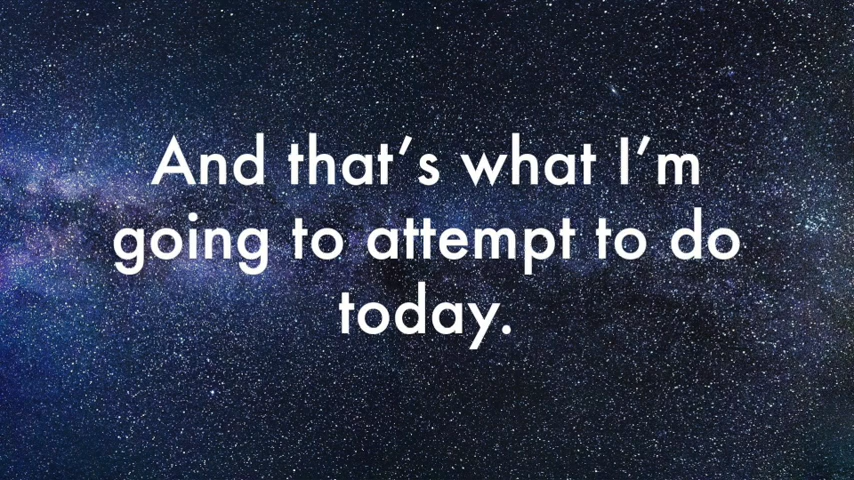 And that’s what I’m
going to attempt to do
today.